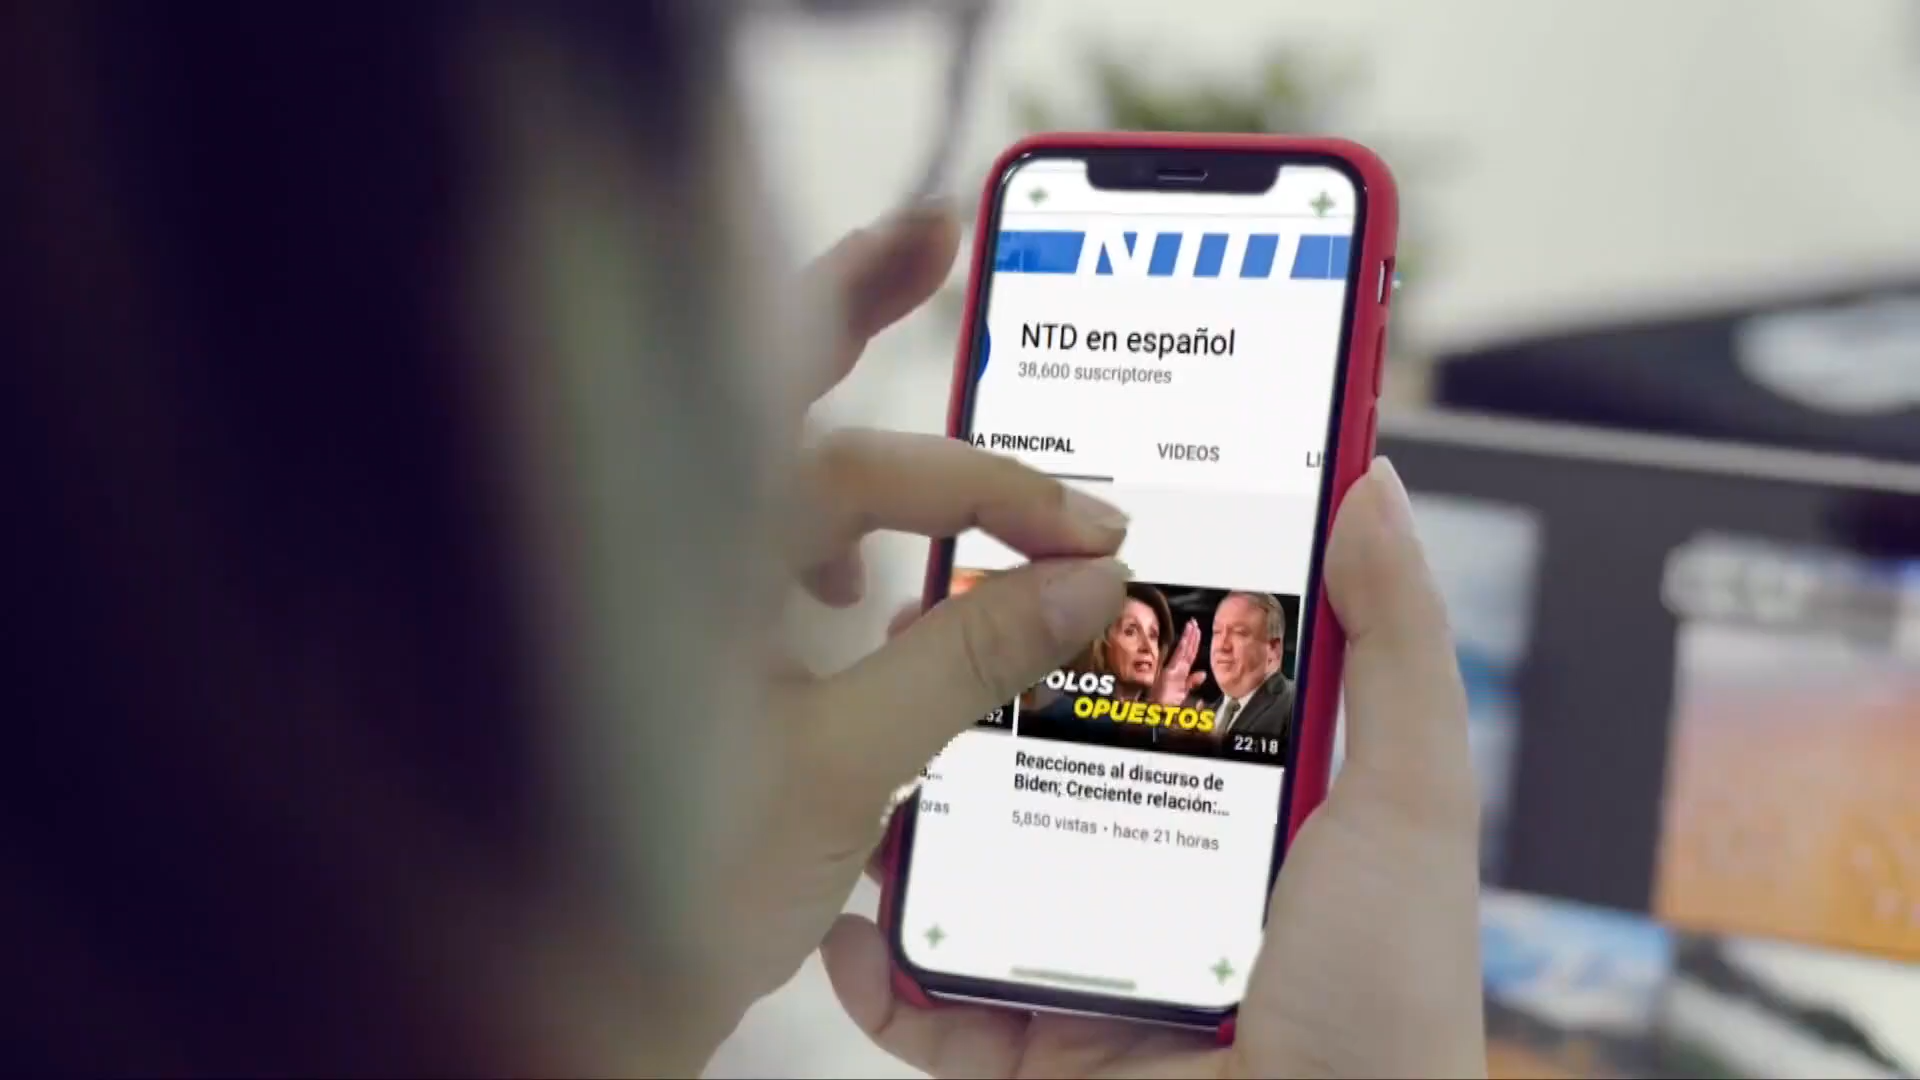 NTD en español
38,600 suscriptores
NA PRINCIPAL
VIDEOS
OLOS
OPUESTOS
22:18
Reacciones al discurso de
Biden; Creciente relación:...
5,850 vistas • hace 21 horas
oras